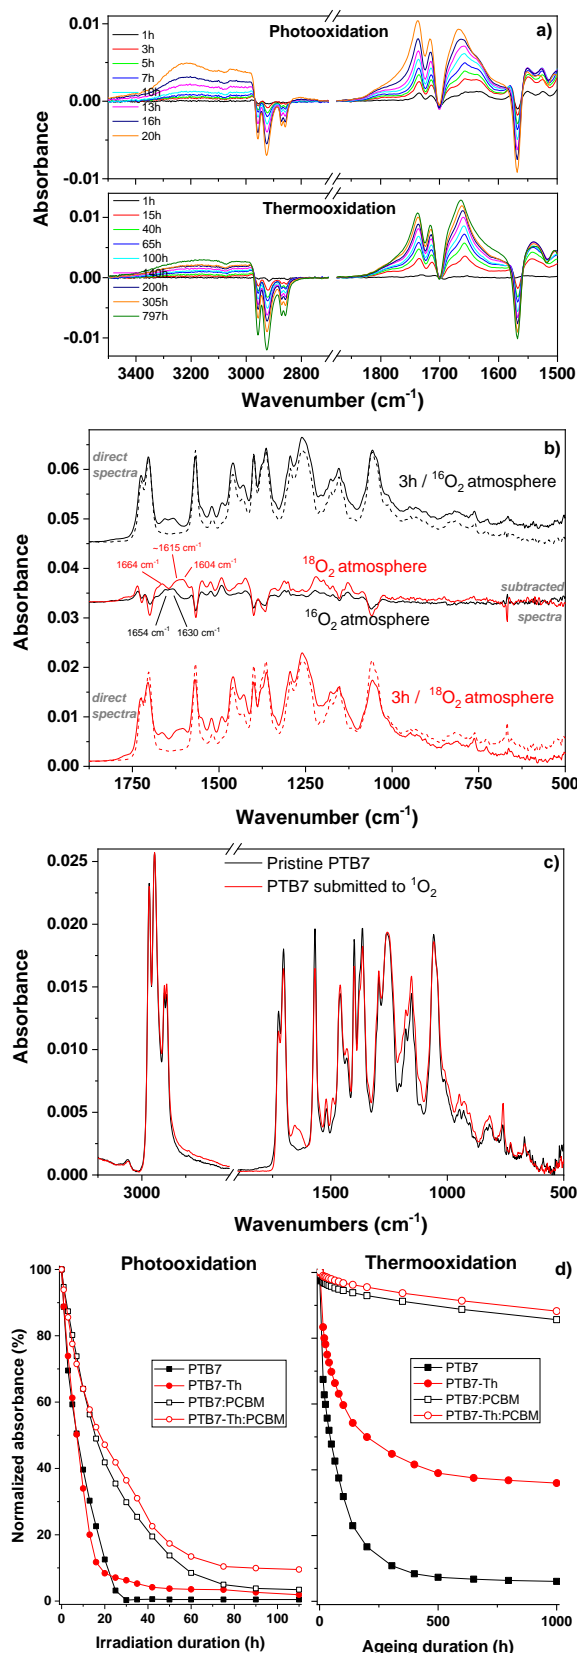 a)
Photooxidation
1h
3h
5h
7h
10h
13h
16h
20h
0.01
0.00
-0.01
Absorbance
Thermooxidation
1h
15h
40h
65h
100h
140h
200h
305h
797h
0.01
0.00
-0.01
3400 3200 3000 2800 1800 1700 1600 1500
Wavenumber (cm-1)
b)
direct
spectra
3h / 16O2 atmosphere
~1615 cm-1
1664 cm-1
1604 cm-1
18O2 atmosphere
subtracted
spectra
16O2 atmosphere
1654 cm-1
1630 cm-1
direct
spectra
3h / 18O2 atmosphere
0.06
0.05
0.04
0.03
0.02
0.01
0.00
Absorbance
1750 1500 1250 1000 750 500
Wavenumber (cm-1)
c)
Pristine PTB7
PTB7 submitted to 1O2
0.025
0.020
0.015
0.010
0.005
0.000
Absorbance
3000 1500 1000 500
Wavenumbers (cm-1)
Photooxidation
Thermooxidation
d)
PTB7
PTB7-Th
PTB7:PCBM
PTB7-Th:PCBM
PTB7
PTB7-Th
PTB7:PCBM
PTB7-Th:PCBM
100
80
60
40
20
0
Normalized absorbance (%)
0 20 40 60 80 100
0 500 1000
Irradiation duration (h)
Ageing duration (h)